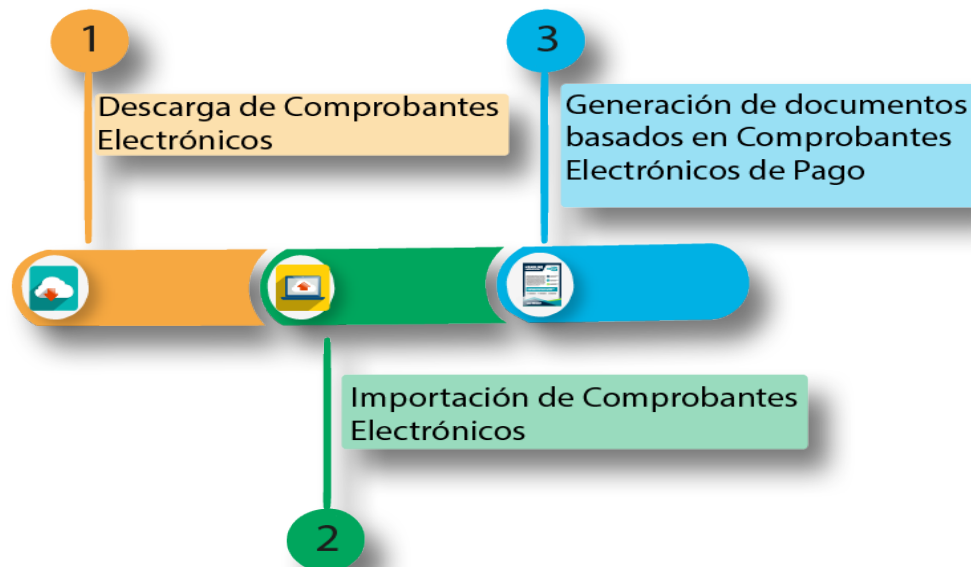 1
Descarga de Comprobantes
Electrónicos
3
Generación de documentos
basados en Comprobantes
Electrónicos de Pago
Importación de Comprobantes
Electrónicos
2